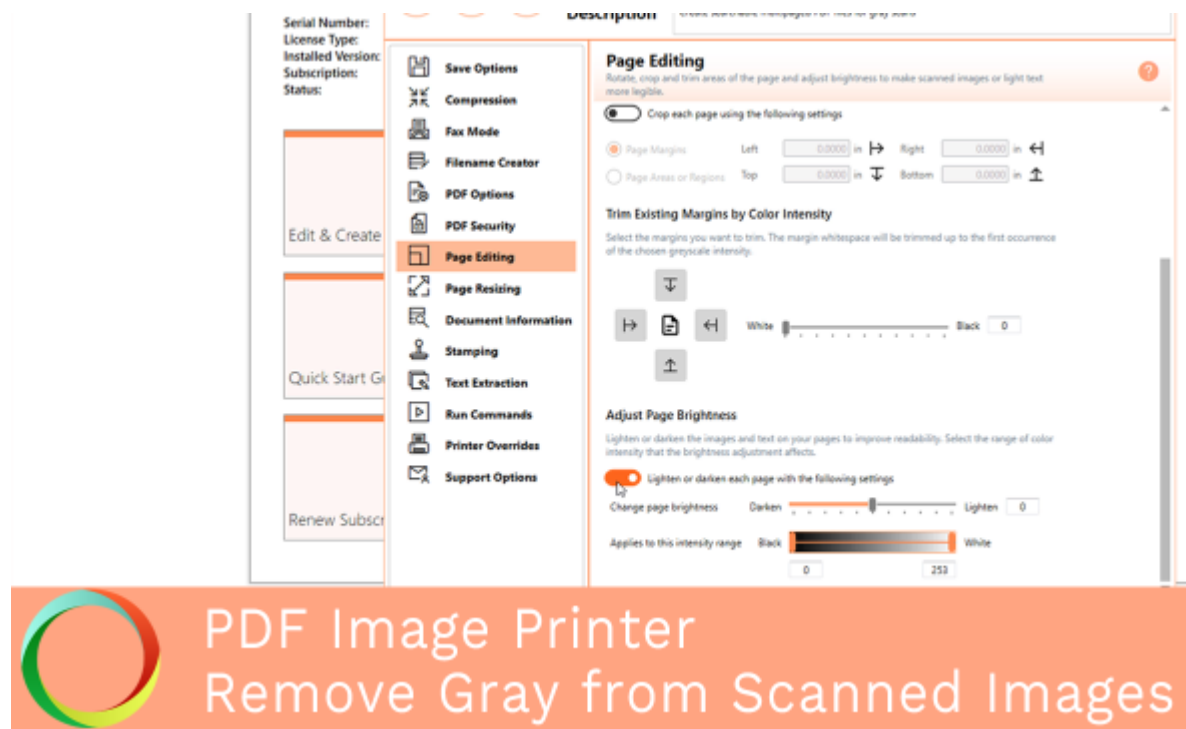 Serial Number:
License Type:
Installed Version:
Subscription:
Status:
Edit & Create
Quick Start
Renew
Description
Save Options
Compression
Fax Mode
Filename Creator
PDF Options
PDF Security
Page Editing
Page Resizing
Document Information
Stamping
Text Extraction
Run Commands
Printer Overrides
Support Options
Page Editing
Rotate, crop and trim areas of the page and adjust brightness to make scanned images or light text
more legible.
?
Crop each page using the following settings
Page Margins Left 0.0000 in Right 0.0000 in
Page Areas or Regions Top 0.0000 in Bottom 0.0000 in
Trim Existing Margins by Color Intensity
Select the margins you want to trim. The margin whitespace will be trimmed up to the first occurrence
of the chosen greyscale intensity.
White Black 0
Adjust Page Brightness
Lighten or darken the images and text on your pages to improve readability. Select the range of color
intensity that the brightness adjustment affects.
Lighten or darken each page with the following settings
Change page brightness Darken Lighten 0
Applies to this intensity range Black White
0 253
PDF Image Printer
Remove Gray from Scanned Images